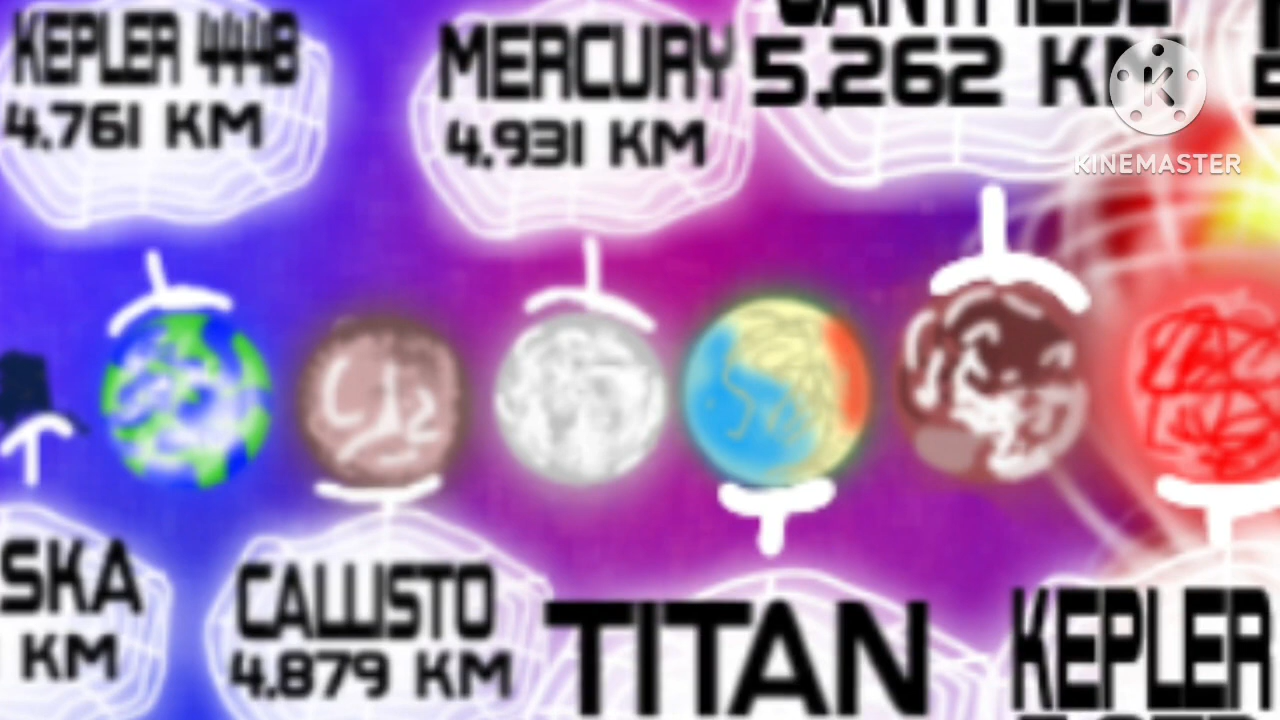 KEPLER 444B
4.761 KM
MERCURY
4.931 KM
5.262 KM
K
KINEMASTER
SKA
KM
CALLISTO
4.879 KM
TITAN
KEPLER